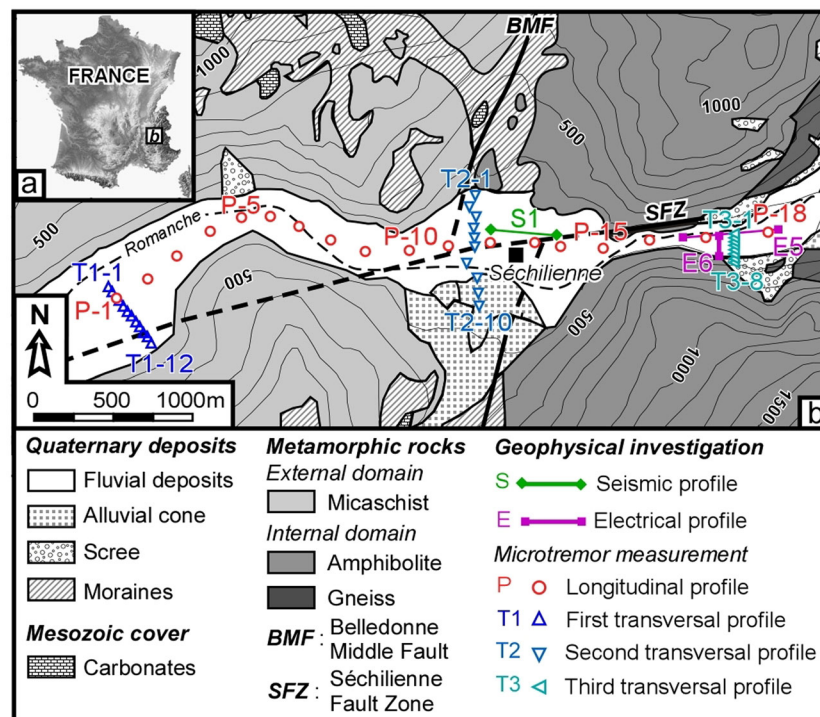 FRANCE
b
a
1000
BMF
500
1000
T2-1
P-5
S1
SFZ
T3-1
P-18
Romanche
P-10
P-15
500
T1-1
Séchilienne
E6
E5
T3-8
P-1
500
T2-10
500
T1-12
N
1000
1500
0 500 1000m
b
Quaternary deposits
Fluvial deposits
Alluvial cone
Scree
Moraines
Mesozoic cover
Carbonates
Metamorphic rocks
External domain
Micaschist
Internal domain
Amphibolite
Gneiss
BMF : Belledonne
Middle Fault
SFZ : Séchilienne
Fault Zone
Geophysical investigation
S Seismic profile
E Electrical profile
Microtremor measurement
P Longitudinal profile
T1 First transversal profile
T2 Second transversal profile
T3 Third transversal profile